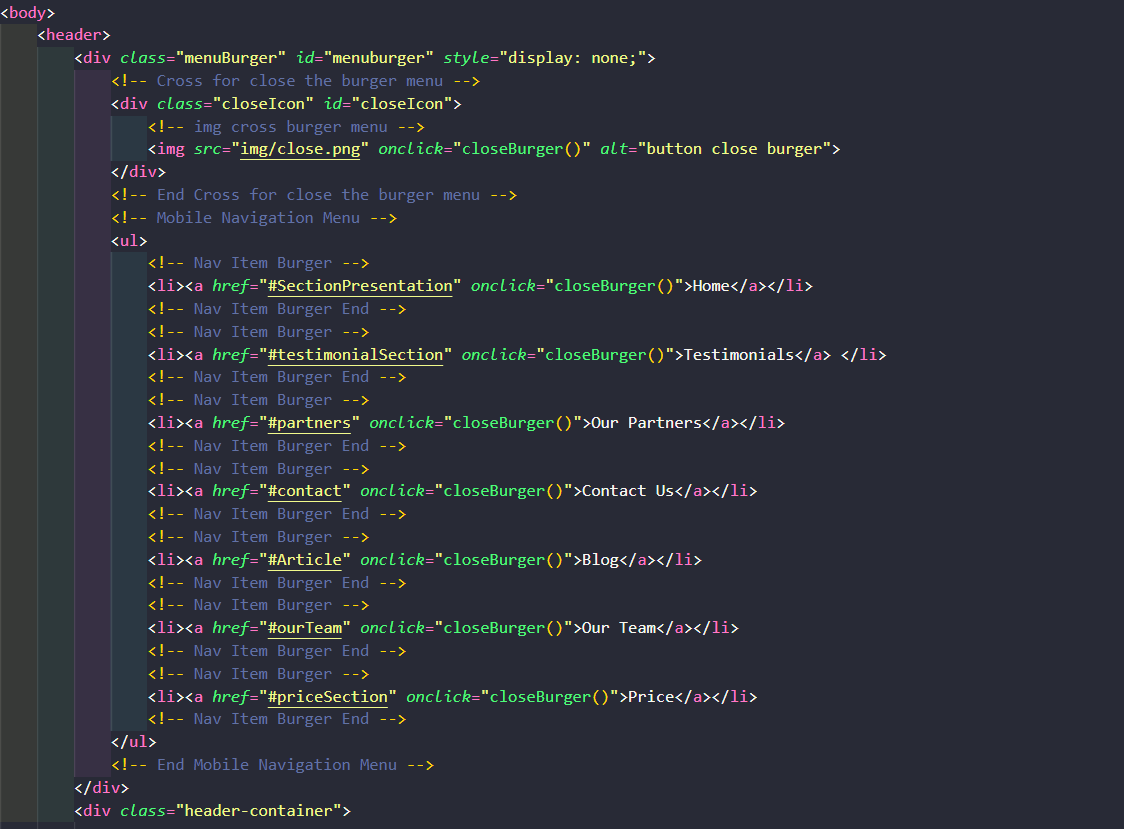 <body>
<header>
<div class="menuBurger" id="menuburger" style="display: none;">
<!-- Cross for close the burger menu -->
<div class="closeIcon" id="closeIcon">
<!-- img cross burger menu -->
<img src="img/close.png" onclick="closeBurger()" alt="button close burger">
</div>
<!-- End Cross for close the burger menu -->
<!-- Mobile Navigation Menu -->
<ul>
<!-- Nav Item Burger -->
<li><a href="#SectionPresentation" onclick="closeBurger()">Home</a></li>
<!-- Nav Item Burger End -->
<!-- Nav Item Burger -->
<li><a href="#testimonialSection" onclick="closeBurger()">Testimonials</a> </li>
<!-- Nav Item Burger End -->
<!-- Nav Item Burger -->
<li><a href="#partners" onclick="closeBurger()">Our Partners</a></li>
<!-- Nav Item Burger End -->
<!-- Nav Item Burger -->
<li><a href="#contact" onclick="closeBurger()">Contact Us</a></li>
<!-- Nav Item Burger End -->
<!-- Nav Item Burger -->
<li><a href="#Article" onclick="closeBurger()">Blog</a></li>
<!-- Nav Item Burger End -->
<!-- Nav Item Burger -->
<li><a href="#ourTeam" onclick="closeBurger()">Our Team</a></li>
<!-- Nav Item Burger End -->
<!-- Nav Item Burger -->
<li><a href="#priceSection" onclick="closeBurger()">Price</a></li>
<!-- Nav Item Burger End -->
</ul>
<!-- End Mobile Navigation Menu -->
</div>
<div class="header-container">